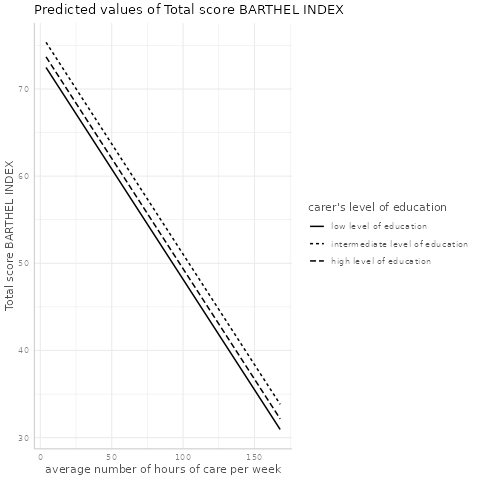 Predicted values of Total score BARTHEL INDEX
Total score BARTHEL INDEX
70
60
50
40
30
0 50 100 150
average number of hours of care per week
carer's level of education
low level of education
intermediate level of education
high level of education